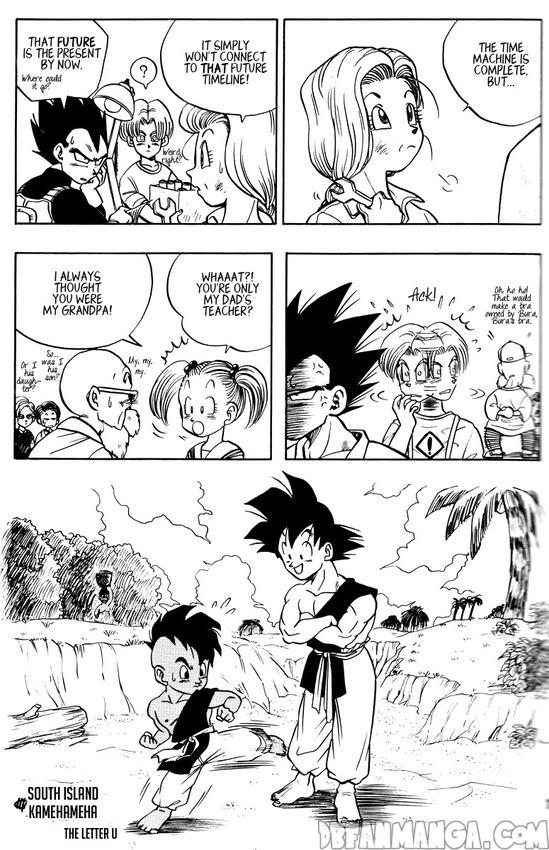 THE TIME
MACHINE IS
COMPLETE.
BUT...
IT SIMPLY
WON'T CONNECT
TO THAT FUTURE
TIMELINE!
Weird,
right?
?
THAT FUTURE
IS THE PRESENT
BY NOW.
Where could
it go?
Oh ho ho!
That would
make a bra
owned by Bura,
Bura's bra.
Ack!
WHAAAT?!
YOU'RE ONLY
MY DAD'S
TEACHER?
I ALWAYS
THOUGHT
YOU WERE
MY GRANDPA!
My, my,
my.
So...
was I
his
son?
Or I
his
daugh-
ter?
SOUTH ISLAND
KAMEHAMEHA
THE LETTER U
DBFANMANGA.COM